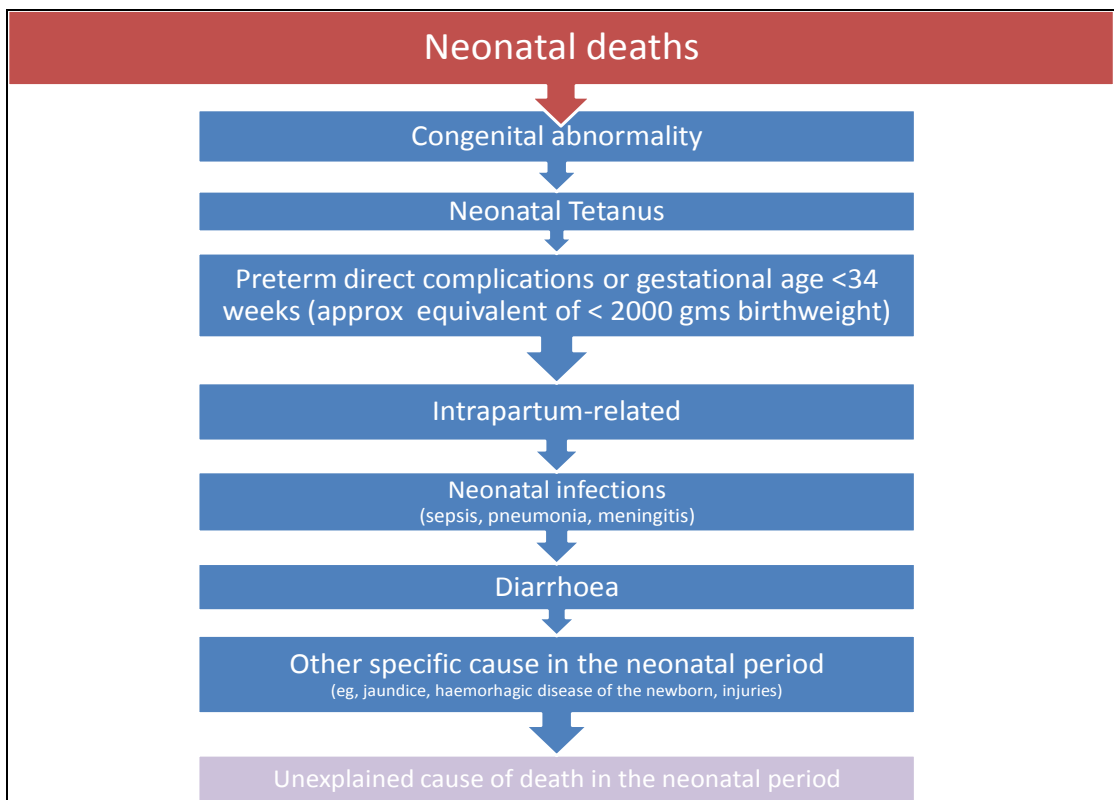 Neonatal deaths
Congenital abnormality
Neonatal Tetanus
Preterm direct complications or gestational age <34
weeks (approx equivalent of < 2000 gms birthweight)
Intrapartum-related
Neonatal infections
(sepsis, pneumonia, meningitis)
Diarrhoea
Other specific cause in the neonatal period
(eg, jaundice, haemorhagic disease of the newborn, injuries)
Unexplained cause of death in the neonatal period